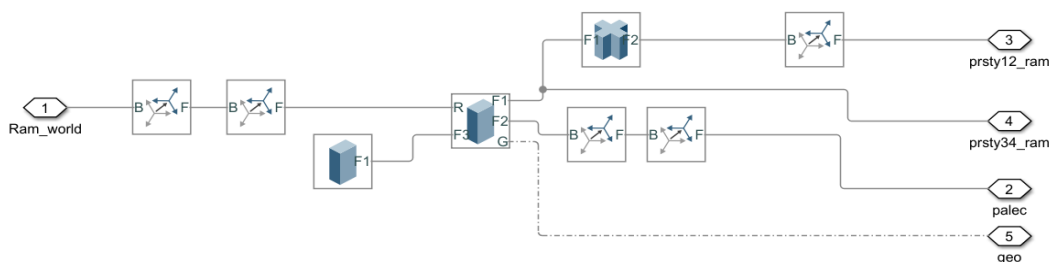 F1 F2 B F 3
prsty12_ram
1 B F B F R F1
Ram_world
F3 F2 B F B F 4
G prsty34_ram
F1
2
palec
5
geo